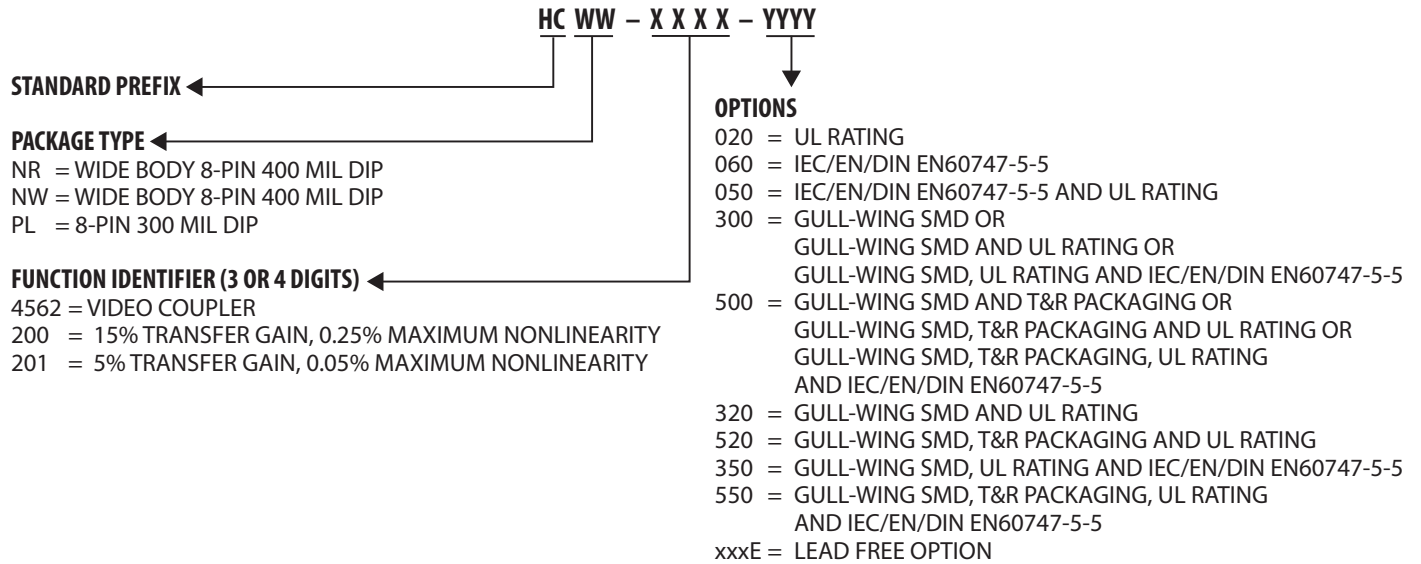 HC WW – X X X X – YYYY
STANDARD PREFIX
PACKAGE TYPE
NR = WIDE BODY 8-PIN 400 MIL DIP
NW = WIDE BODY 8-PIN 400 MIL DIP
PL = 8-PIN 300 MIL DIP
FUNCTION IDENTIFIER (3 OR 4 DIGITS)
4562 = VIDEO COUPLER
200 = 15% TRANSFER GAIN, 0.25% MAXIMUM NONLINEARITY
201 = 5% TRANSFER GAIN, 0.05% MAXIMUM NONLINEARITY
OPTIONS
020 = UL RATING
060 = IEC/EN/DIN EN60747-5-5
050 = IEC/EN/DIN EN60747-5-5 AND UL RATING
300 = GULL-WING SMD OR
GULL-WING SMD AND UL RATING OR
GULL-WING SMD, UL RATING AND IEC/EN/DIN EN60747-5-5
500 = GULL-WING SMD AND T&R PACKAGING OR
GULL-WING SMD, T&R PACKAGING AND UL RATING OR
GULL-WING SMD, T&R PACKAGING, UL RATING
AND IEC/EN/DIN EN60747-5-5
320 = GULL-WING SMD AND UL RATING
520 = GULL-WING SMD, T&R PACKAGING AND UL RATING
350 = GULL-WING SMD, UL RATING AND IEC/EN/DIN EN60747-5-5
550 = GULL-WING SMD, T&R PACKAGING, UL RATING
AND IEC/EN/DIN EN60747-5-5
xxxE = LEAD FREE OPTION